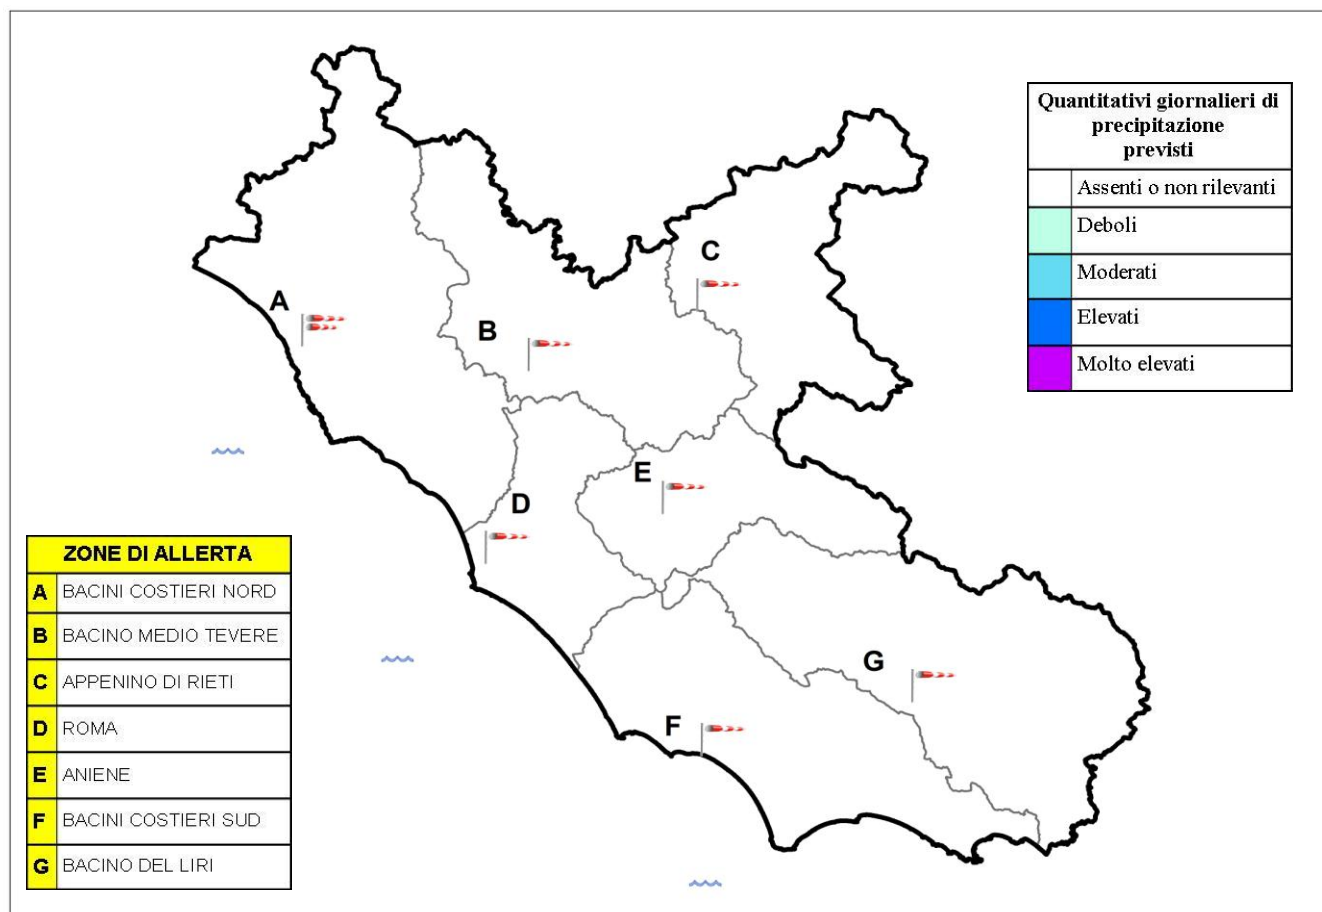 Quantitativi giornalieri di
precipitazione
previsti
Assenti o non rilevanti
Deboli
Moderati
Elevati
Molto elevati
C
A
B
E
D
G
F
ZONE DI ALLERTA
A BACINI COSTIERI NORD
B BACINO MEDIO TEVERE
C APPENINO DI RIETI
D ROMA
E ANIENE
F BACINI COSTIERI SUD
G BACINO DEL LIRI